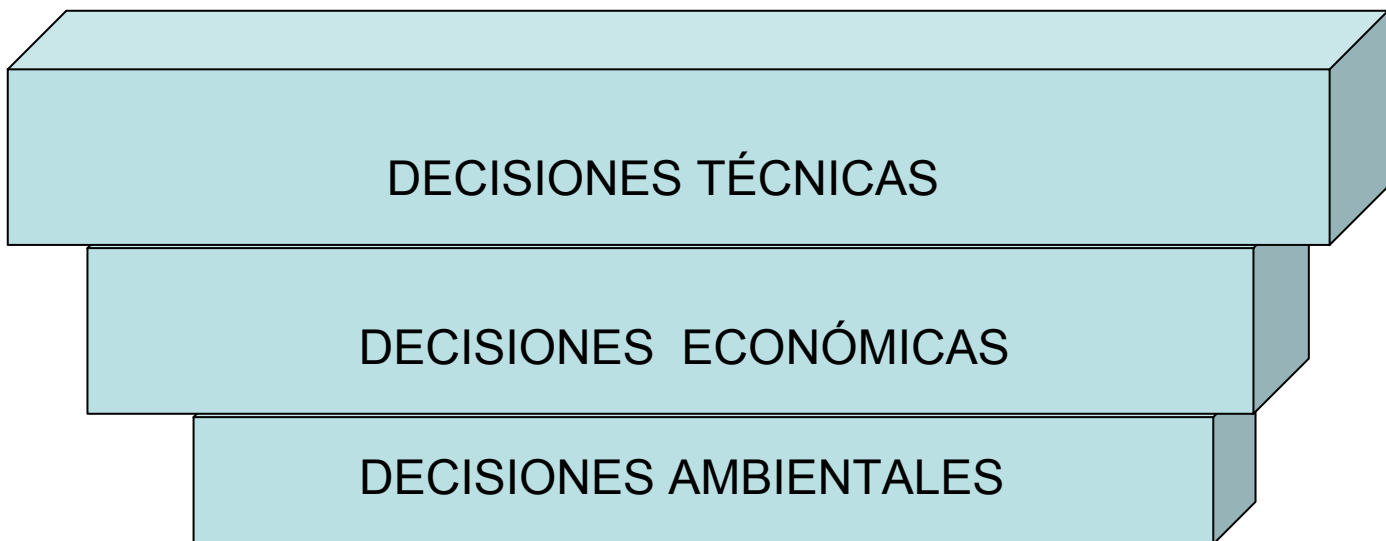 DECISIONES TÉCNICAS
DECISIONES ECONÓMICAS
DECISIONES AMBIENTALES